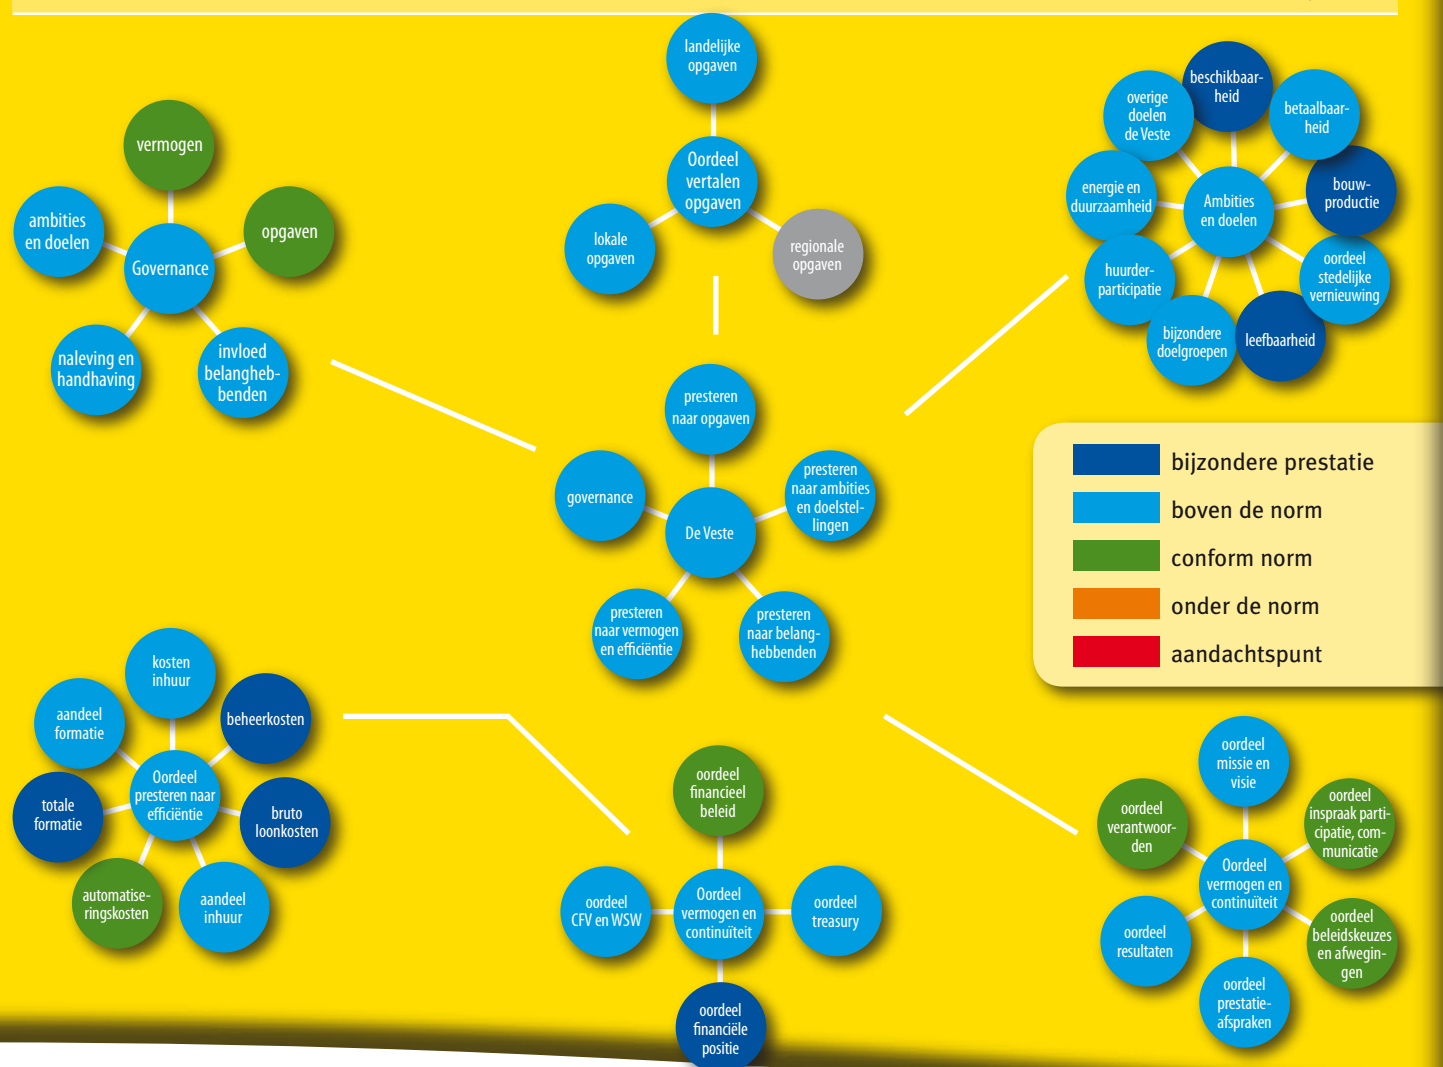 landelijke
opgaven
Oordeel
vertalen
opgaven
lokale
opgaven
regionale
opgaven
vermogen
opgaven
ambities
en doelen
Governance
naleving en
handhaving
invloed
belangheb-
benden
beschikbaar-
heid
overige
doelen
de Veste
betaalbaar-
heid
energie en
duurzaamheid
Ambities
en doelen
bouw-
productie
huurder-
participatie
oordeel
stedelijke
vernieuwing
bijzondere
doelgroepen
leefbaarheid
presteren
naar opgaven
governance
presteren
naar ambities
en doelstel-
lingen
De Veste
presteren
naar vermogen
en efficiëntie
presteren
naar belang-
hebbenden
bijzondere prestatie
boven de norm
conform norm
onder de norm
aandachtspunt
kosten
inhuur
aandeel
formatie
beheerkosten
Oordeel
presteren naar
efficiëntie
totale
formatie
bruto
loonkosten
automatise-
ringskosten
aandeel
inhuur
oordeel
financieel
beleid
oordeel
CFV en WSW
Oordeel
vermogen en
continuïteit
oordeel
treasury
oordeel
financiële
positie
oordeel
missie en
visie
oordeel
verantwoor-
den
oordeel
inspraak parti-
cipatie, com-
municatie
Oordeel
vermogen en
continuïteit
oordeel
resultaten
oordeel
beleidskeuzes
en afwegin-
gen
oordeel
prestatie-
afspraken